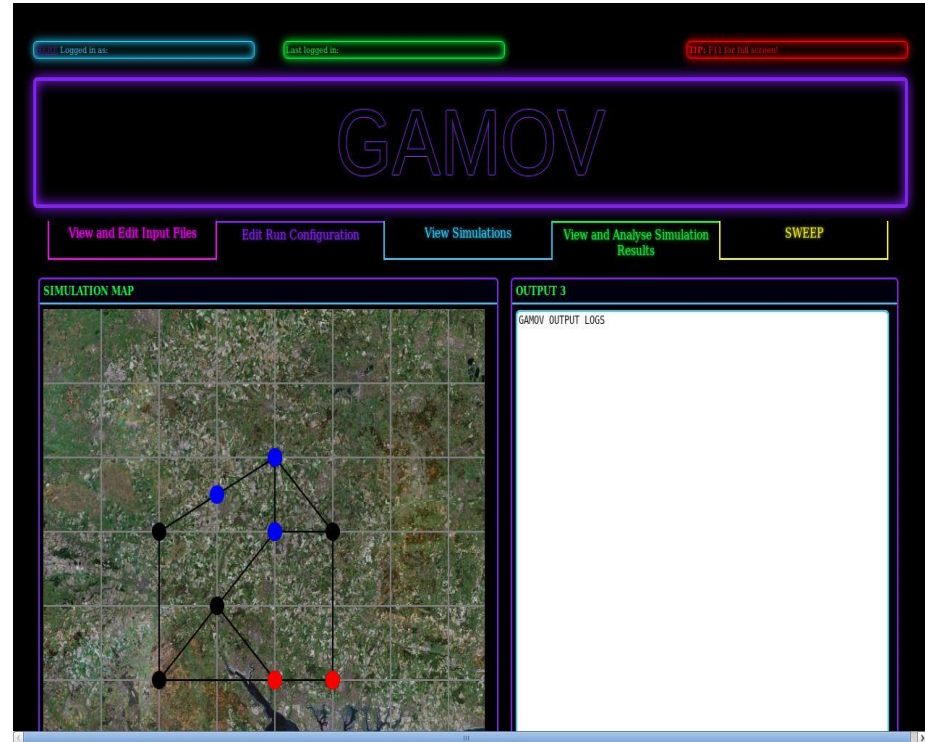 Logged in as:
Last logged in:
TIP: F11 for full screen!
GAMOV
View and Edit Input Files
Edit Run Configuration
View Simulations
View and Analyse Simulation
Results
SWEEP
SIMULATION MAP
OUTPUT 3
GAMOV OUTPUT LOGS